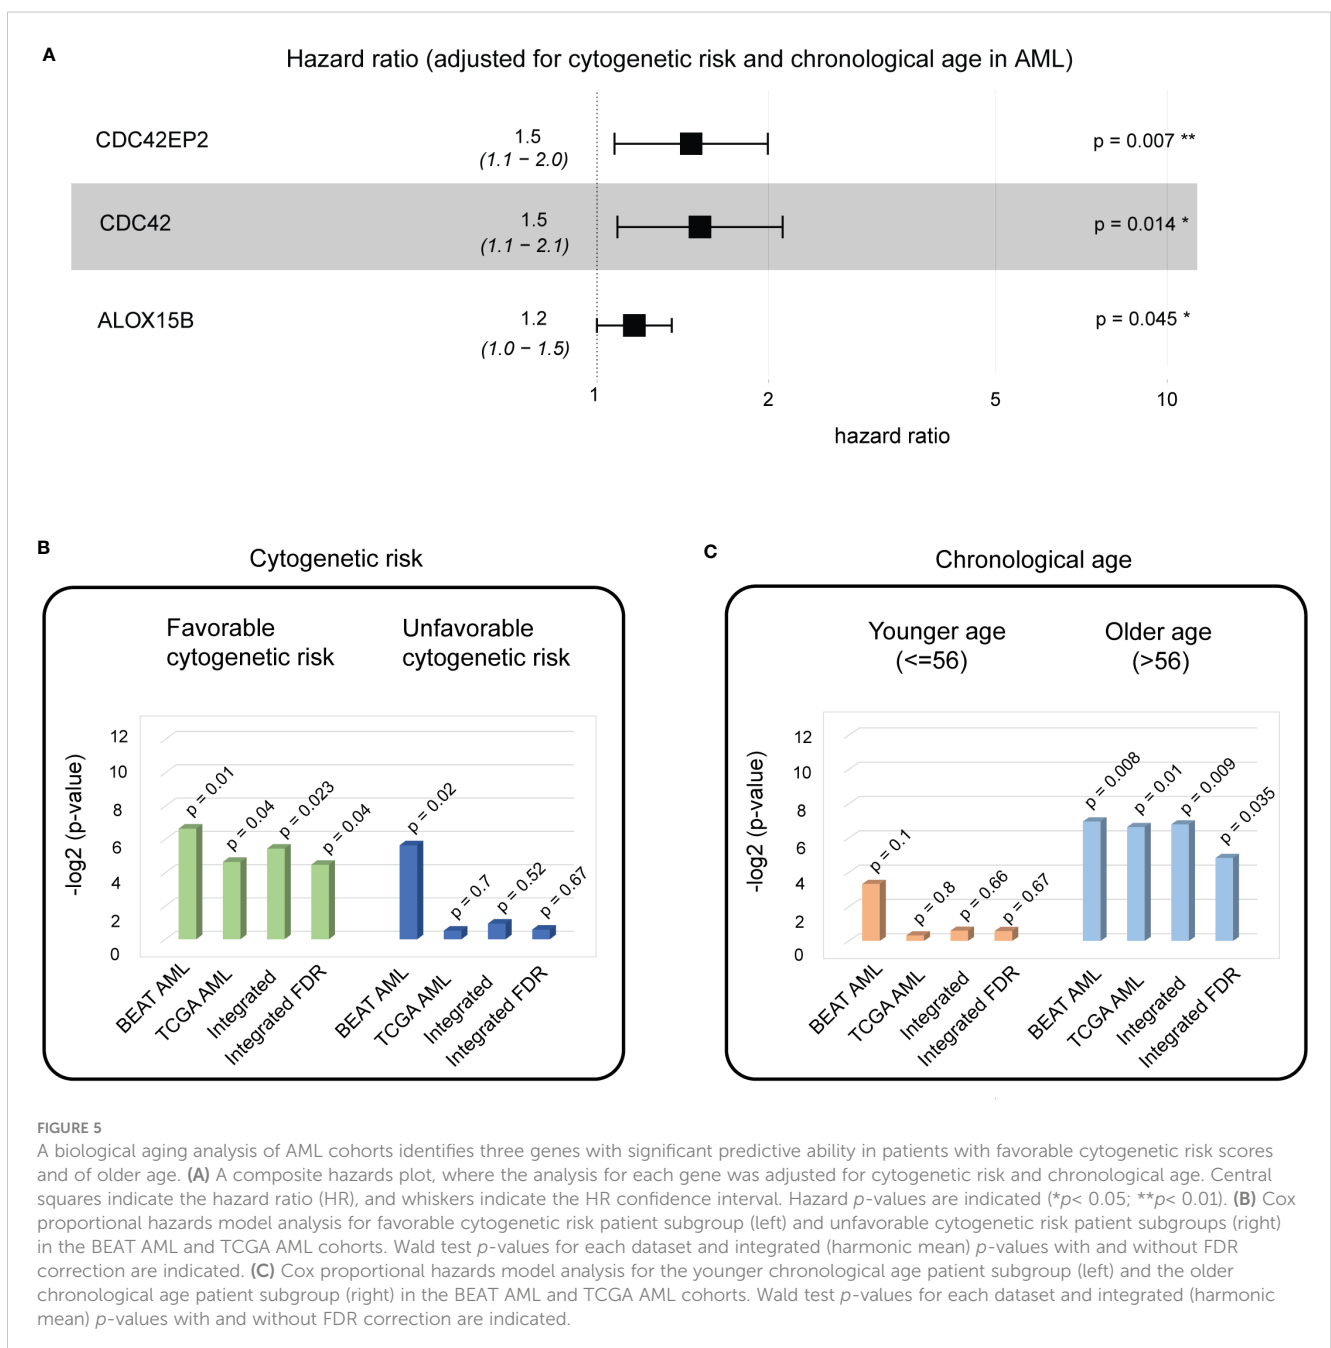 A
Hazard ratio (adjusted for cytogenetic risk and chronological age in AML)
CDC42EP2
1.5
(1.1 − 2.0)
p = 0.007 **
CDC42
1.5
(1.1 − 2.1)
p = 0.014 *
ALOX15B
1.2
(1.0 − 1.5)
p = 0.045 *
1 2 5 10
hazard ratio
B
Cytogenetic risk
Favorable
cytogenetic risk
Unfavorable
cytogenetic risk
-log2 (p-value)
12
10
8
6
4
2
0
p = 0.01
p = 0.04
p = 0.023
p = 0.04
p = 0.02
p = 0.7
p = 0.52
p = 0.67
BEAT AML
TCGA AML
Integrated
Integrated FDR
BEAT AML
TCGA AML
Integrated
Integrated FDR
C
Chronological age
Younger age
(<=56)
Older age
(>56)
-log2 (p-value)
12
10
8
6
4
2
0
p = 0.1
p = 0.8
p = 0.66
p = 0.67
p = 0.008
p = 0.01
p = 0.009
p = 0.035
BEAT AML
TCGA AML
Integrated
Integrated FDR
BEAT AML
TCGA AML
Integrated
Integrated FDR
FIGURE 5
A biological aging analysis of AML cohorts identifies three genes with significant predictive ability in patients with favorable cytogenetic risk scores
and of older age. (A) A composite hazards plot, where the analysis for each gene was adjusted for cytogenetic risk and chronological age. Central
squares indicate the hazard ratio (HR), and whiskers indicate the HR confidence interval. Hazard p-values are indicated (*p< 0.05; **p< 0.01). (B) Cox
proportional hazards model analysis for favorable cytogenetic risk patient subgroup (left) and unfavorable cytogenetic risk patient subgroups (right)
in the BEAT AML and TCGA AML cohorts. Wald test p-values for each dataset and integrated (harmonic mean) p-values with and without FDR
correction are indicated. (C) Cox proportional hazards model analysis for the younger chronological age patient subgroup (left) and the older
chronological age patient subgroup (right) in the BEAT AML and TCGA AML cohorts. Wald test p-values for each dataset and integrated (harmonic
mean) p-values with and without FDR correction are indicated.